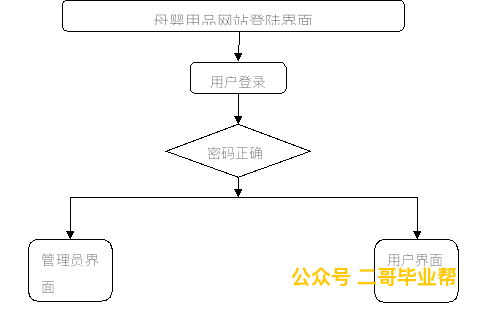 母婴用品网站登陆界面
用户登录
密码正确
管理员界
面
用户界面
公众号 二哥毕业帮